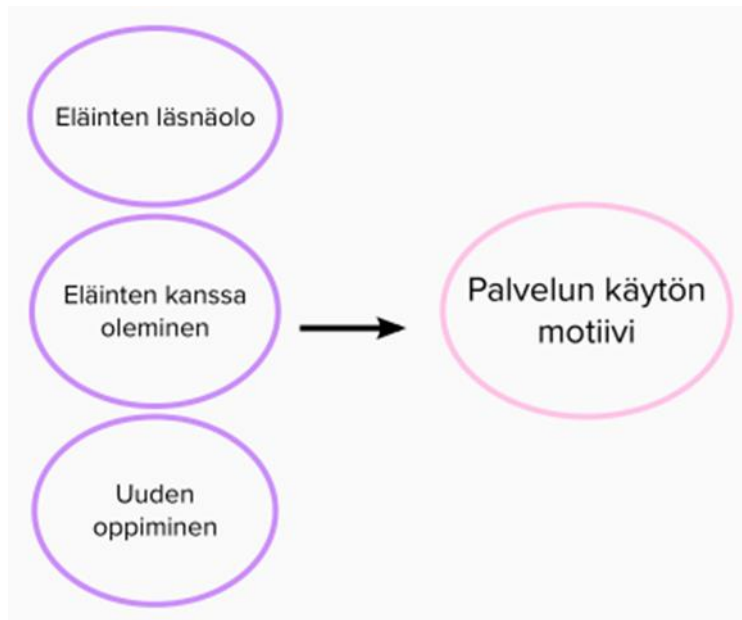 Eläinten läsnäolo
Eläinten kanssa
oleminen
Uuden
oppiminen
Palvelun käytön
motiivi